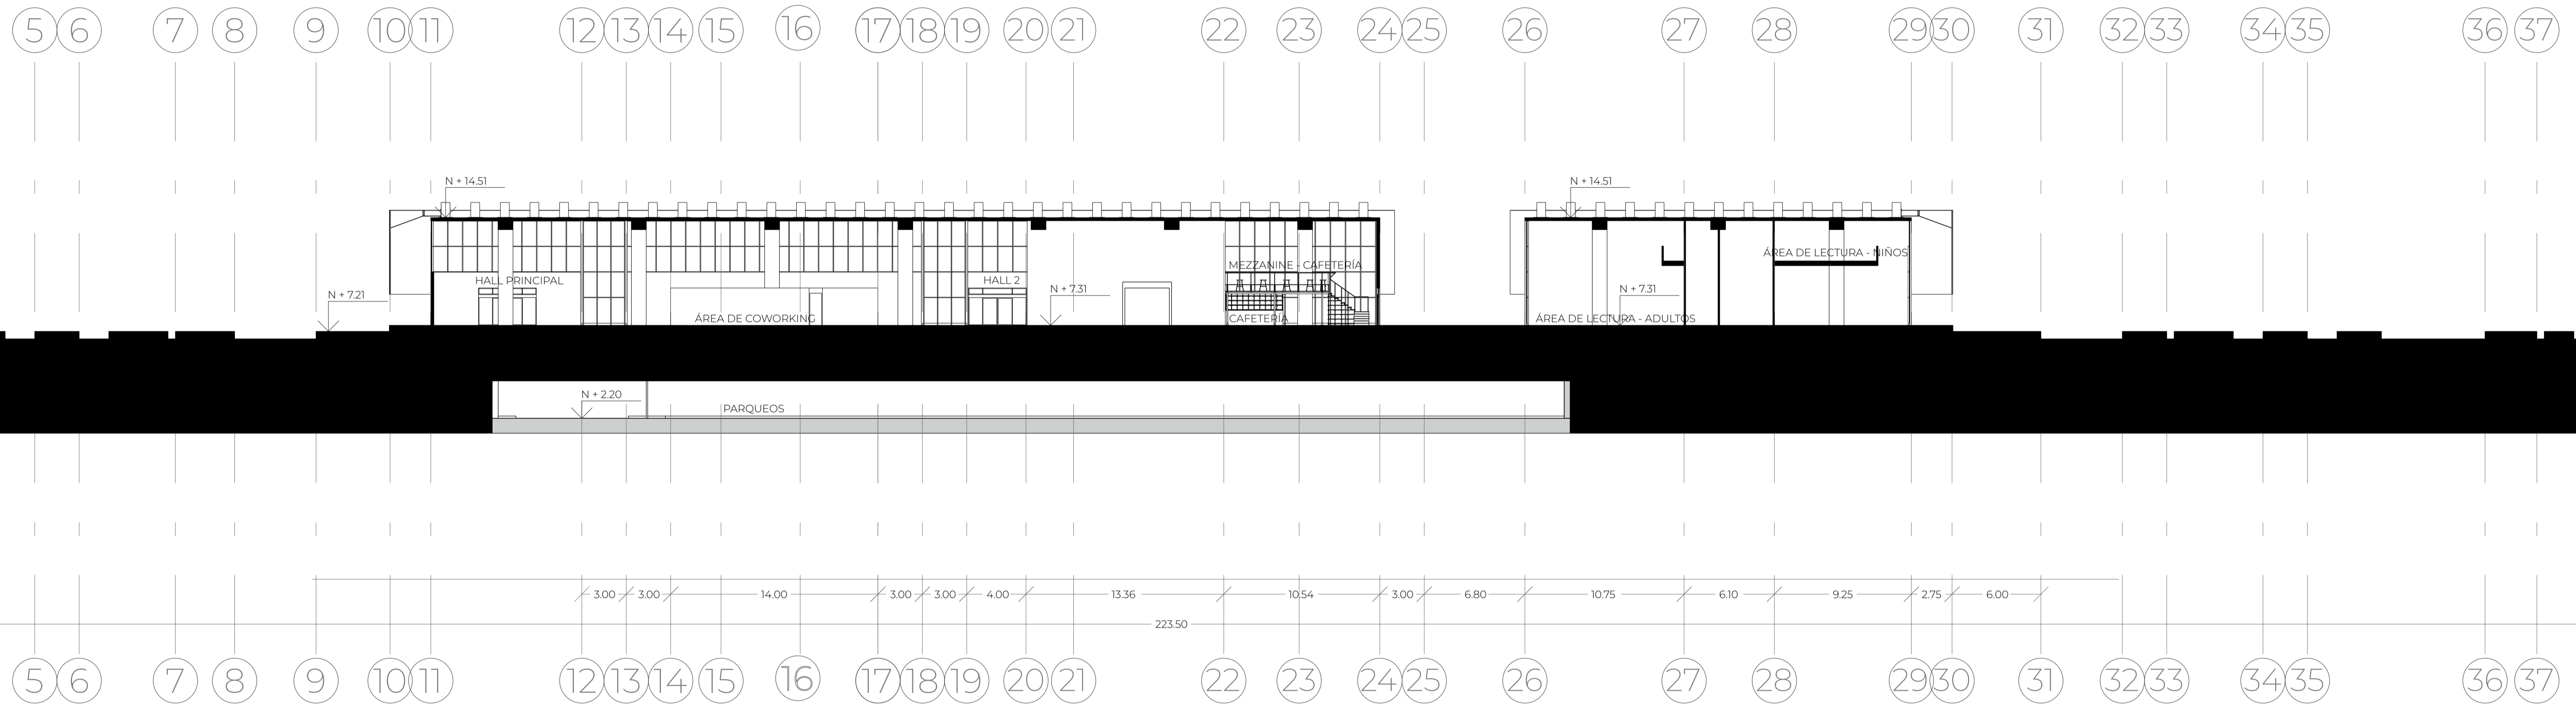 5 6 7 8 9 10 11 12 13 14 15 16 17 18 19 20 21 22 23 24 25 26 27 28 29 30 31 32 33 34 35 36 37
N + 14.51 N + 14.51
ÁREA DE LECTURA - NIÑOS
MEZZANINE - CAFETERÍA
HALL PRINCIPAL HALL 2
N + 7.21 N + 7.31 N + 7.31
ÁREA DE COWORKING CAFETERÍA ÁREA DE LECTURA - ADULTOS
N + 2.20
PARQUEOS
3.00 3.00 14.00 3.00 3.00 4.00 13.36 10.54 3.00 6.80 10.75 6.10 9.25 2.75 6.00
223.50
5 6 7 8 9 10 11 12 13 14 15 16 17 18 19 20 21 22 23 24 25 26 27 28 29 30 31 32 33 34 35 36 37